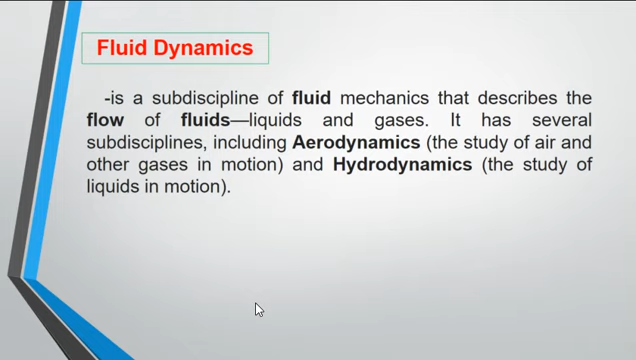 Fluid Dynamics
-is a subdiscipline of fluid mechanics that describes the
flow of fluids—liquids and gases. It has several
subdisciplines, including Aerodynamics (the study of air and
other gases in motion) and Hydrodynamics (the study of
liquids in motion).